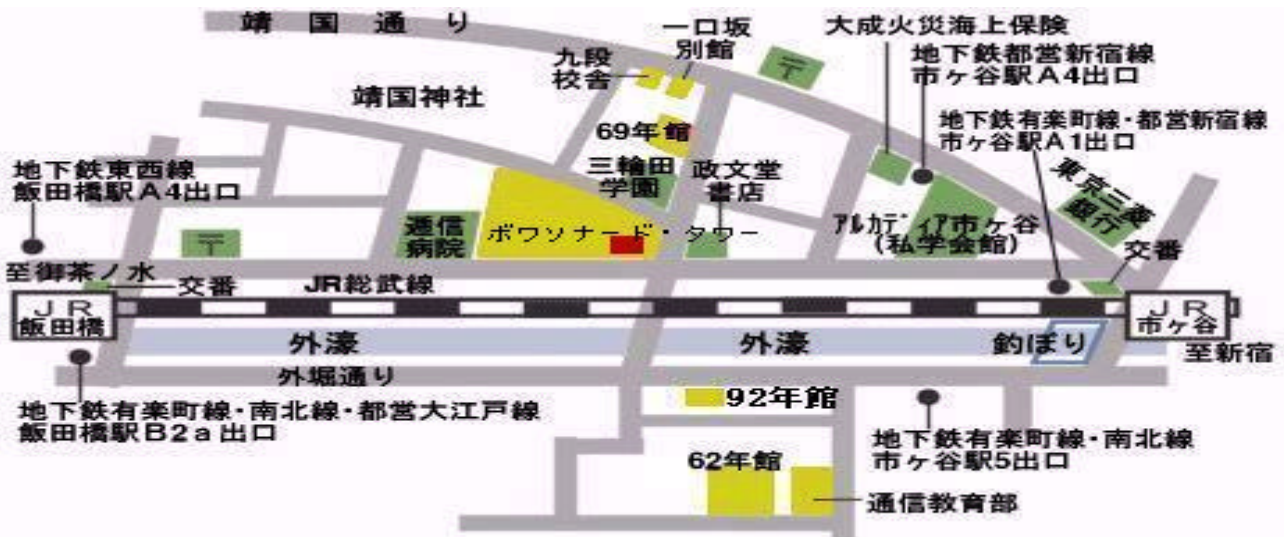 靖国通り
一口坂
別館
九段
校舎
大成火災海上保険
〒
地下鉄都営新宿線
市ヶ谷駅A4出口
靖国神社
69年館
地下鉄有楽町線・都営新宿線
市ヶ谷駅A1出口
地下鉄東西線
飯田橋駅A4出口
三輪田
学園
政文堂
書店
東京三菱
銀行
〒
逓信
病院
ボワソナード・タワー
アルカディア市ヶ谷
(私学会館)
交番
至御茶ノ水
交番
JR総武線
JR
飯田橋
JR
市ヶ谷
外濠
外濠
釣ぼり
至新宿
外堀通り
92年館
地下鉄有楽町線・南北線・都営大江戸線
飯田橋駅B2a出口
地下鉄有楽町線・南北線
市ヶ谷駅5出口
62年館
通信教育部